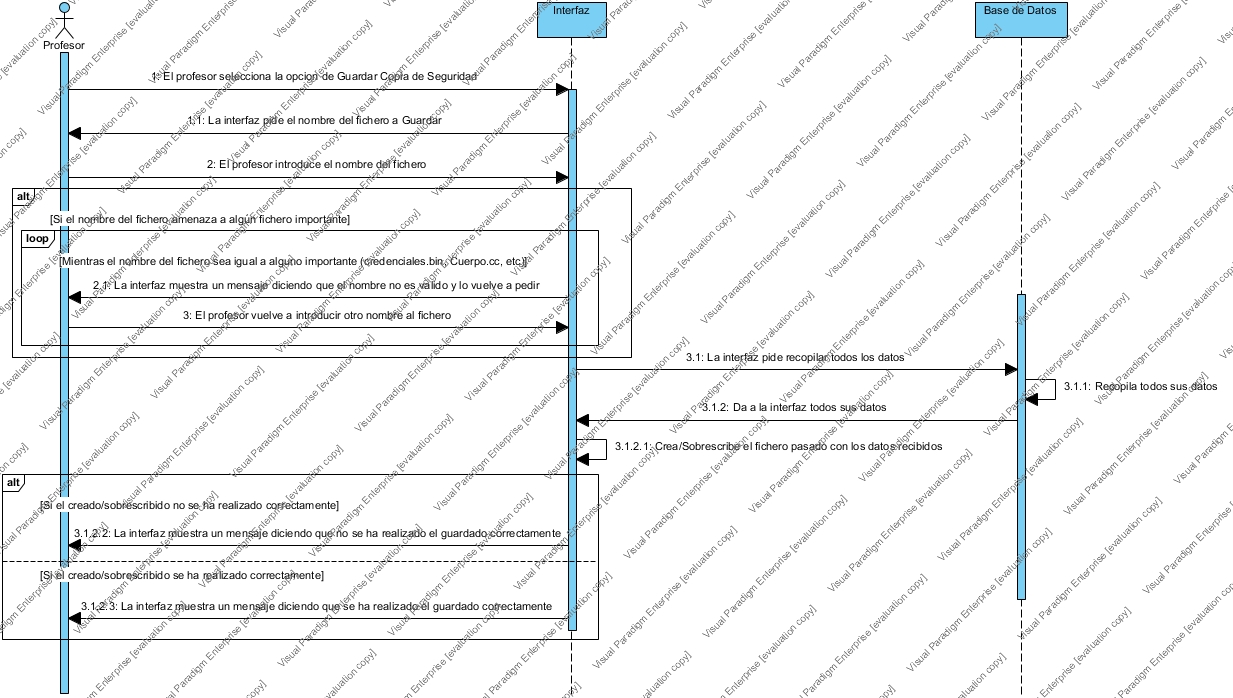 Profesor
Interfaz
Base de Datos
1: El profesor selecciona la opcion de Guardar Copia de Seguridad
1.1: La interfaz pide el nombre del fichero a Guardar
2: El profesor introduce el nombre del fichero
alt
[Si el nombre del fichero amenaza a algún fichero importante]
loop
[Mientras el nombre del fichero sea igual a alguno importante (credenciales.bin, Cuerpo.cc, etc)]
2.1: La interfaz muestra un mensaje diciendo que el nombre no es valido y lo vuelve a pedir
3: El profesor vuelve a introducir otro nombre al fichero
3.1: La interfaz pide recopilar todos los datos
3.1.1: Recopila todos sus datos
3.1.2: Da a la interfaz todos sus datos
3.1.2.1: Crea/Sobrescribe el fichero pasado con los datos recibidos
alt
[Si el creado/sobrescribido no se ha realizado correctamente]
3.1.2.2: La interfaz muestra un mensaje diciendo que no se ha realizado el guardado correctamente
[Si el creado/sobrescribido se ha realizado correctamente]
3.1.2.3: La interfaz muestra un mensaje diciendo que se ha realizado el guardado correctamente
Visual Paradigm Enterprise [evaluation copy]